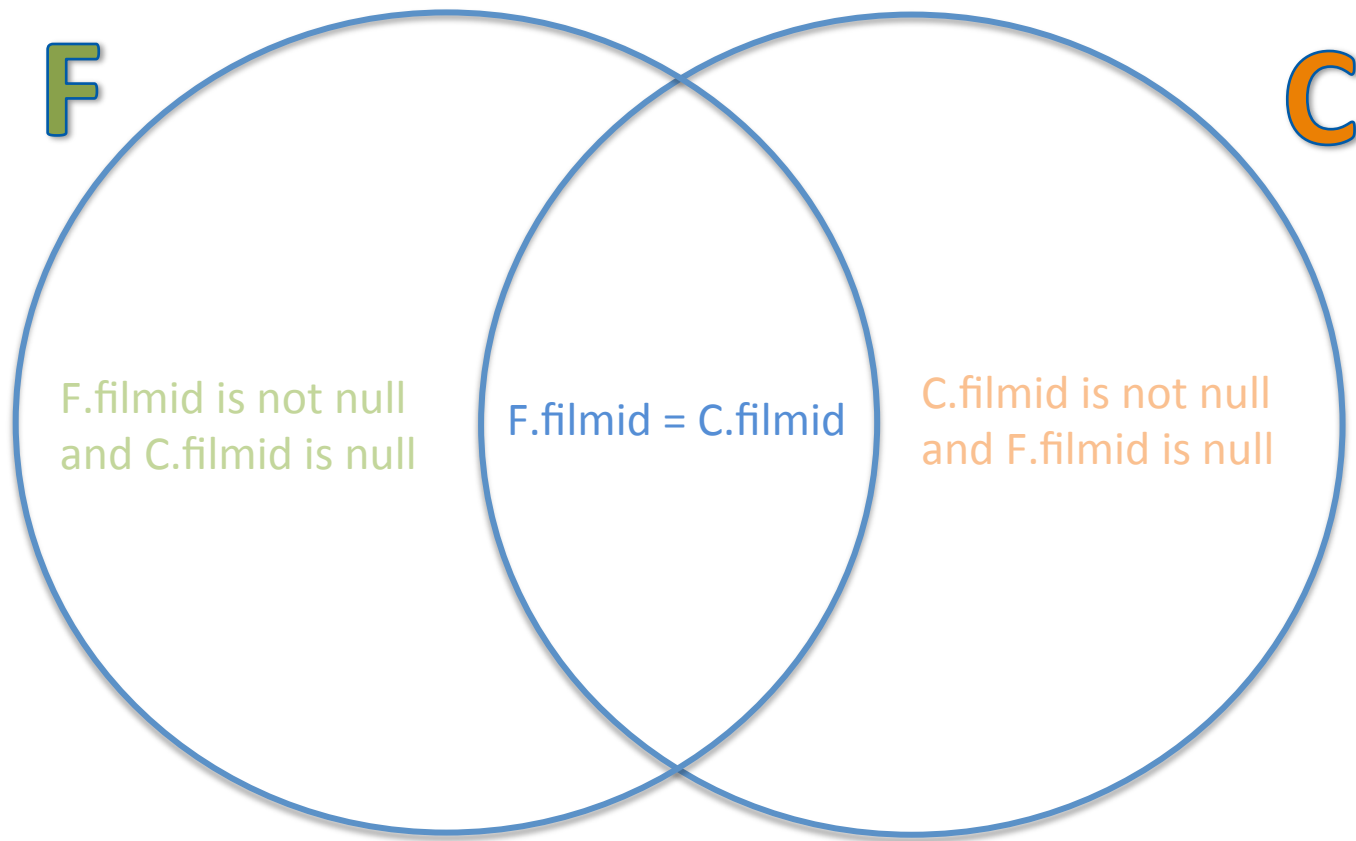 F
C
F.filmid is not null
and C.filmid is null
F.filmid = C.filmid
C.filmid is not null
and F.filmid is null